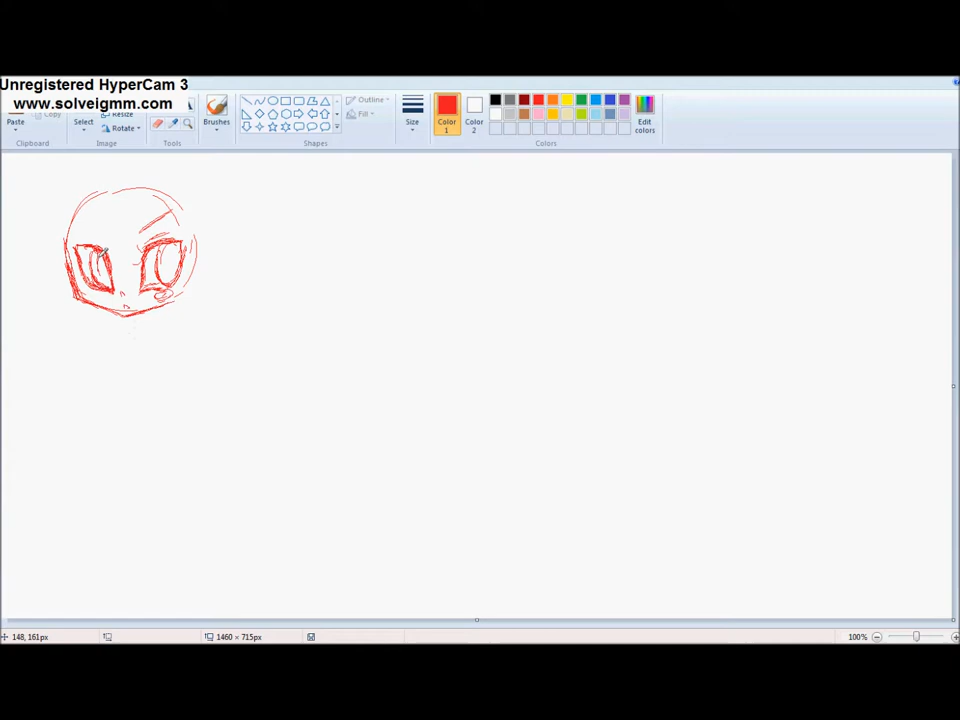 Unregistered HyperCam 3
www.solveigmm.com
Paste
Copy
Clipboard
Select
Resize
Rotate
Image
Tools
Brushes
Shapes
Outline
Fill
Size
Color
1
Color
2
Edit
colors
Colors
148, 161px
1460 × 715px
100%